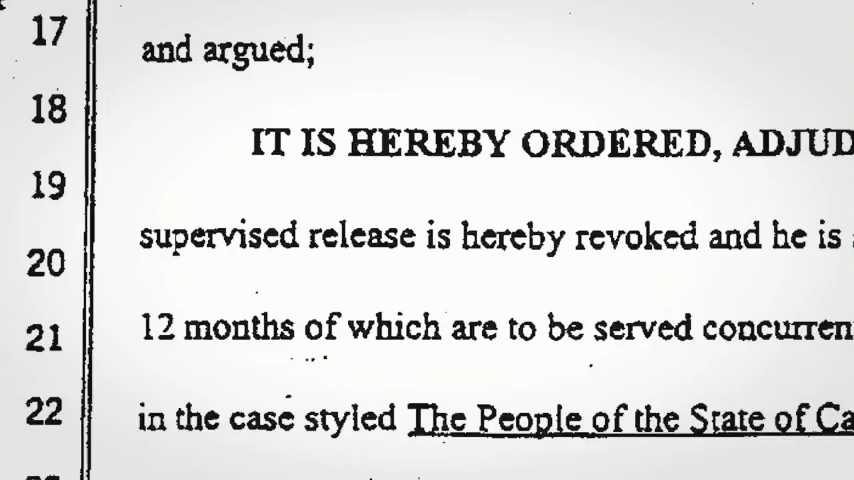 17
and argued;
18
IT IS HEREBY ORDERED, ADJUD
19
supervised release is hereby revoked and he is
20
21
12 months of which are to be served concurren
22
in the case styled The People of the State of Ca